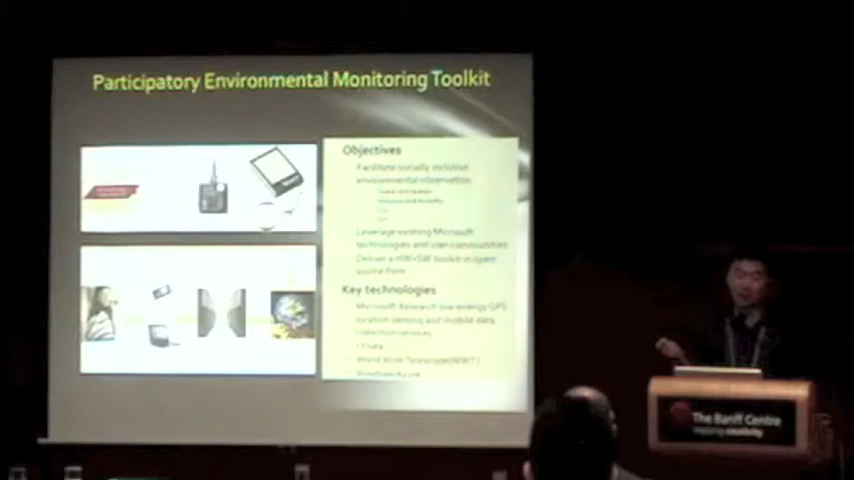 Participatory Environmental Monitoring Toolkit
Objectives
Facilitate socially inclusive
environmental observation
Leverage existing Microsoft
technologies and user communities
Deliver a HW+SW toolkit in open
source form
Key technologies
Microsoft Research low energy GPS
location sensing and mobile data
collection services
World Wide Telescope (WWT)
Windows Azure
The Banff Centre
inspiring creativity